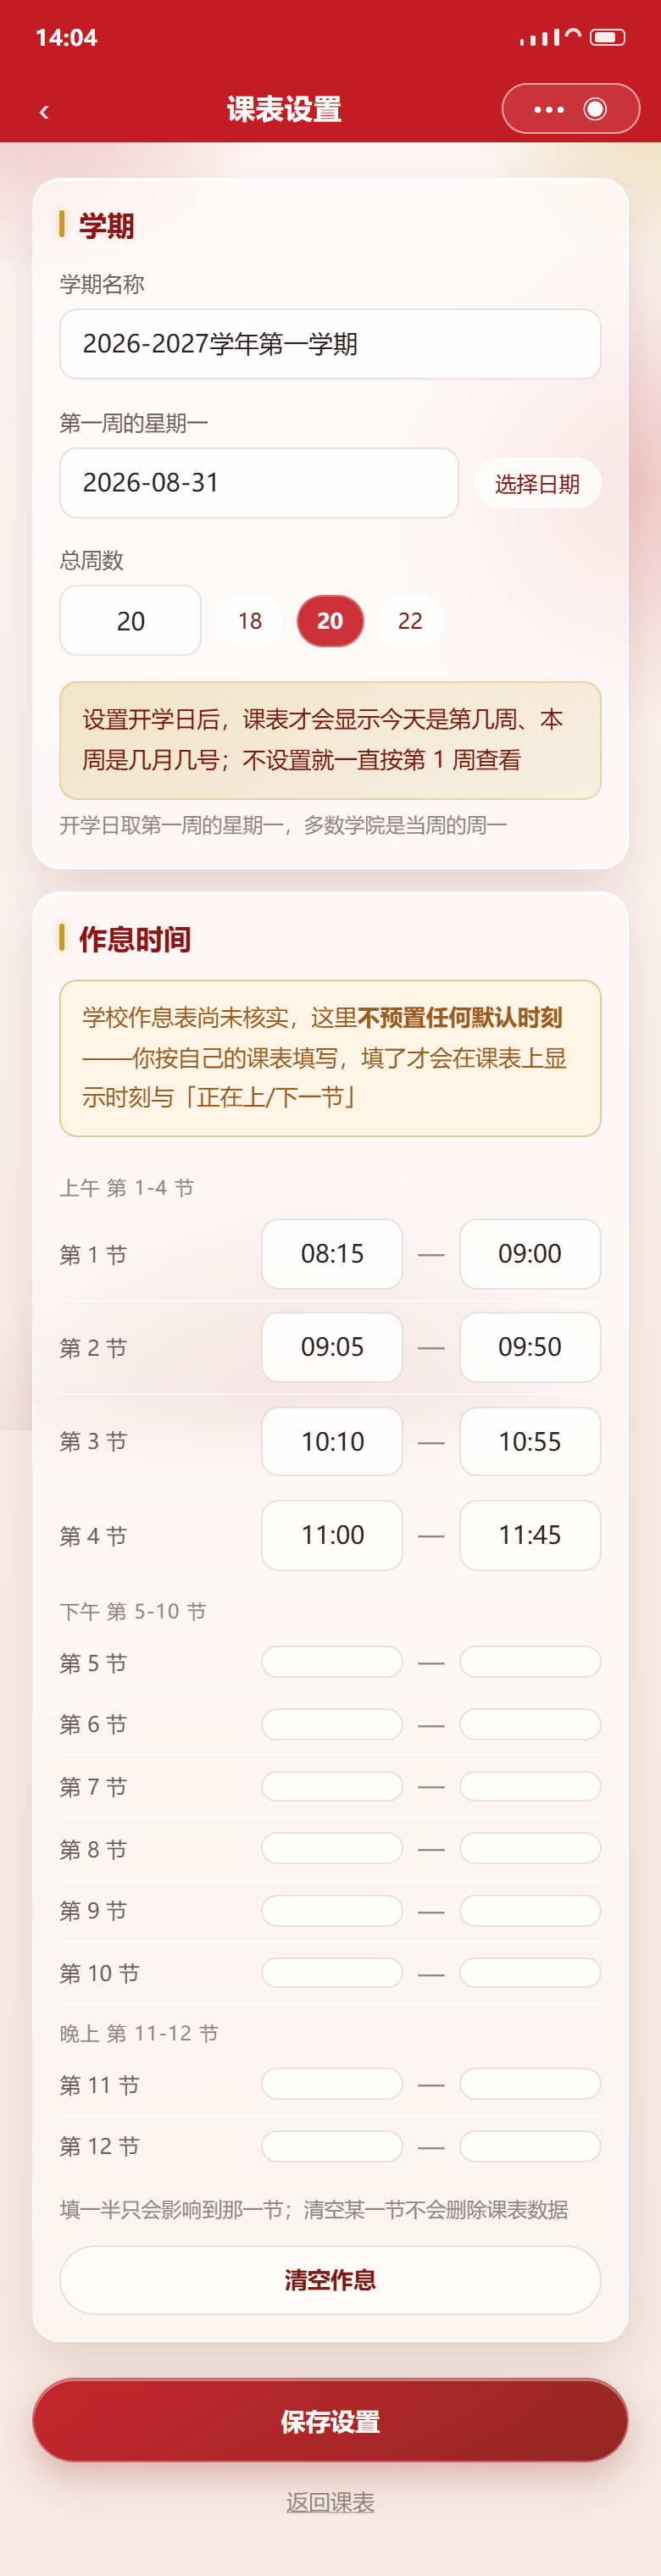 14:04
课表设置
学期
学期名称
2026-2027学年第一学期
第一周的星期一
2026-08-31
选择日期
总周数
20
18
20
22
设置开学日后，课表才会显示今天是第几周、本
周是几月几号；不设置就一直按第 1 周查看
开学日取第一周的星期一，多数学院是当周的周一
作息时间
学校作息表尚未核实，这里不预置任何默认时刻
——你按自己的课表填写，填了才会在课表上显
示时刻与「正在上/下一节」
上午 第 1-4 节
第 1 节 08:15 — 09:00
第 2 节 09:05 — 09:50
第 3 节 10:10 — 10:55
第 4 节 11:00 — 11:45
下午 第 5-10 节
第 5 节 —
第 6 节 —
第 7 节 —
第 8 节 —
第 9 节 —
第 10 节 —
晚上 第 11-12 节
第 11 节 —
第 12 节 —
填一半只会影响到那一节；清空某一节不会删除课表数据
清空作息
保存设置
返回课表